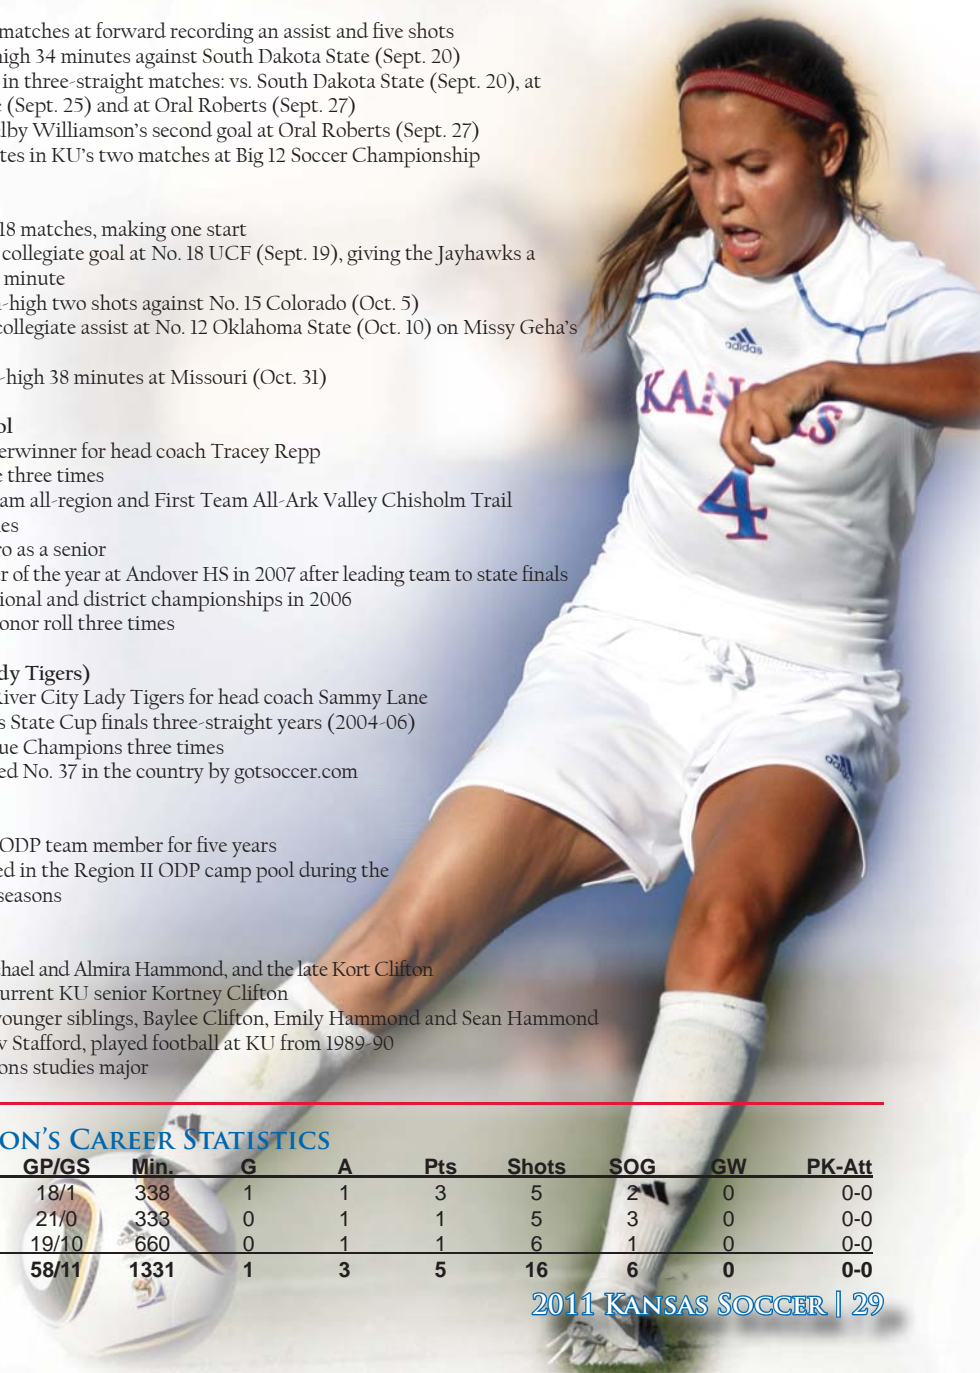 matches at forward recording an assist and five shots
high 34 minutes against South Dakota State (Sept. 20)
in three-straight matches: vs. South Dakota State (Sept. 20), at
(Sept. 25) and at Oral Roberts (Sept. 27)
lby Williamson's second goal at Oral Roberts (Sept. 27)
tes in KU's two matches at Big 12 Soccer Championship
18 matches, making one start
collegiate goal at No. 18 UCF (Sept. 19), giving the Jayhawks a
minute
-high two shots against No. 15 Colorado (Oct. 5)
collegiate assist at No. 12 Oklahoma State (Oct. 10) on Missy Geha's
-high 38 minutes at Missouri (Oct. 31)
ol
erwinner for head coach Tracey Repp
e three times
am all-region and First Team All-Ark Valley Chisholm Trail
es
ro as a senior
r of the year at Andover HS in 2007 after leading team to state finals
ional and district championships in 2006
onor roll three times
dy Tigers)
River City Lady Tigers for head coach Sammy Lane
s State Cup finals three-straight years (2004-06)
ue Champions three times
ed No. 37 in the country by gotsoccer.com
ODP team member for five years
ed in the Region II ODP camp pool during the
seasons
hael and Almira Hammond, and the late Kort Clifton
urrent KU senior Kortney Clifton
younger siblings, Baylee Clifton, Emily Hammond and Sean Hammond
v Stafford, played football at KU from 1989-90
ons studies major
adidas
KANSAS
4
adidas
on's Career Statistics
GP/GS Min. G A Pts Shots SOG GW PK-Att
18/1 338 1 1 3 5 2 0 0-0
21/0 333 0 1 1 5 3 0 0-0
19/10 660 0 1 1 6 1 0 0-0
58/11 1331 1 3 5 16 6 0 0-0
2011 Kansas Soccer | 29